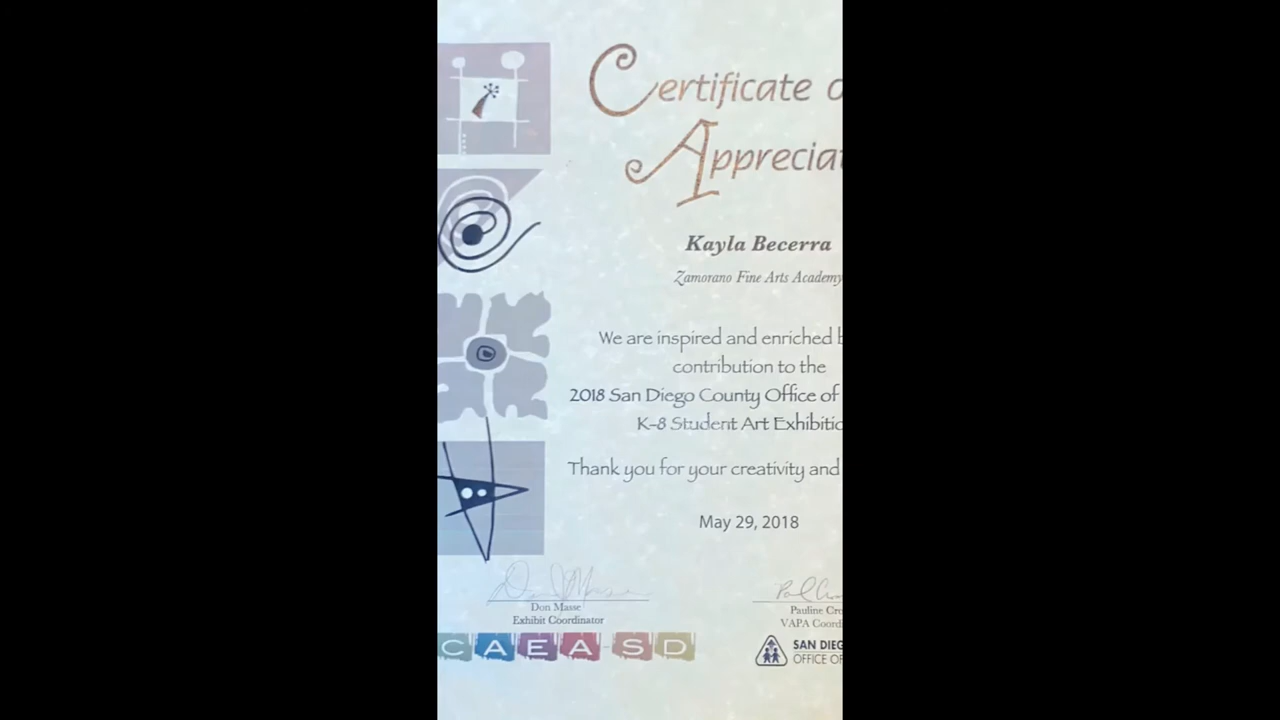 Certificate o
Appreciat
Kayla Becerra
Zamorano Fine Arts Academy
We are inspired and enriched b
contribution to the
2018 San Diego County Office of
K-8 Student Art Exhibitio
Thank you for your creativity and
May 29, 2018
Don Masse
Exhibit Coordinator
Pauline Cro
VAPA Coordi
CAEA SD
SAN DIEG
OFFICE OF